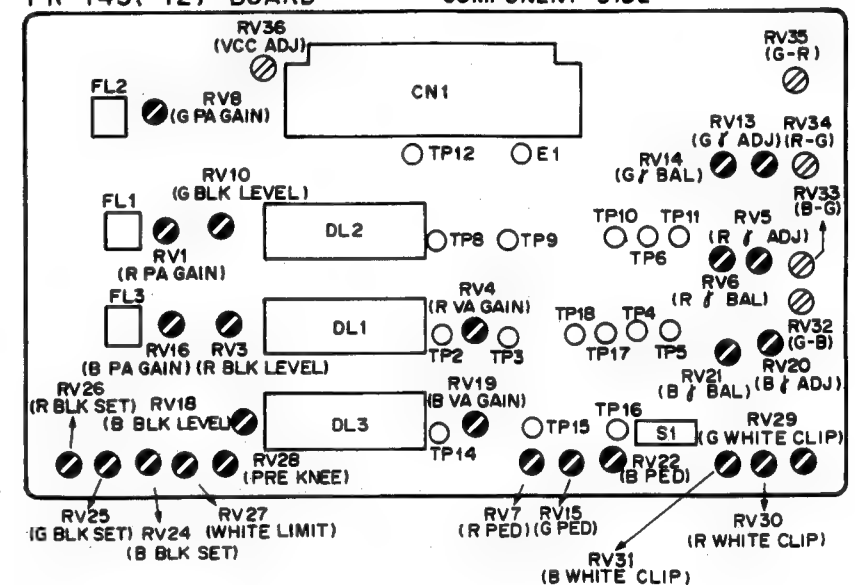 PR-145(-12) BOARD COMPONENT SIDE
RV36
(VCC ADJ)
RV35
(G-R)
FL2
RV8
(G PA GAIN)
CN1
RV13
(G γ ADJ)
RV34
(R-G)
TP12
E1
RV14
(G γ BAL)
RV10
(G BLK LEVEL)
RV33
(B-G)
FL1
DL2
TP8
TP9
TP10
TP11
TP6
RV5
(R γ ADJ)
RV1
(R PA GAIN)
RV6
(R γ BAL)
FL3
RV4
(R VA GAIN)
DL1
TP18
TP4
RV16
(B PA GAIN)
RV3
(R BLK LEVEL)
TP2
TP3
TP17
TP5
RV32
(G-B)
RV20
(B γ ADJ)
RV21
(B γ BAL)
RV26
(R BLK SET)
RV18
(B BLK LEVEL)
RV19
(B VA GAIN)
DL3
TP14
TP15
TP16
S1
RV29
(G WHITE CLIP)
RV28
(PRE KNEE)
RV22
(B PED)
RV25
(G BLK SET)
RV24
(B BLK SET)
RV27
(WHITE LIMIT)
RV7
(R PED)
RV15
(G PED)
RV30
(R WHITE CLIP)
RV31
(B WHITE CLIP)